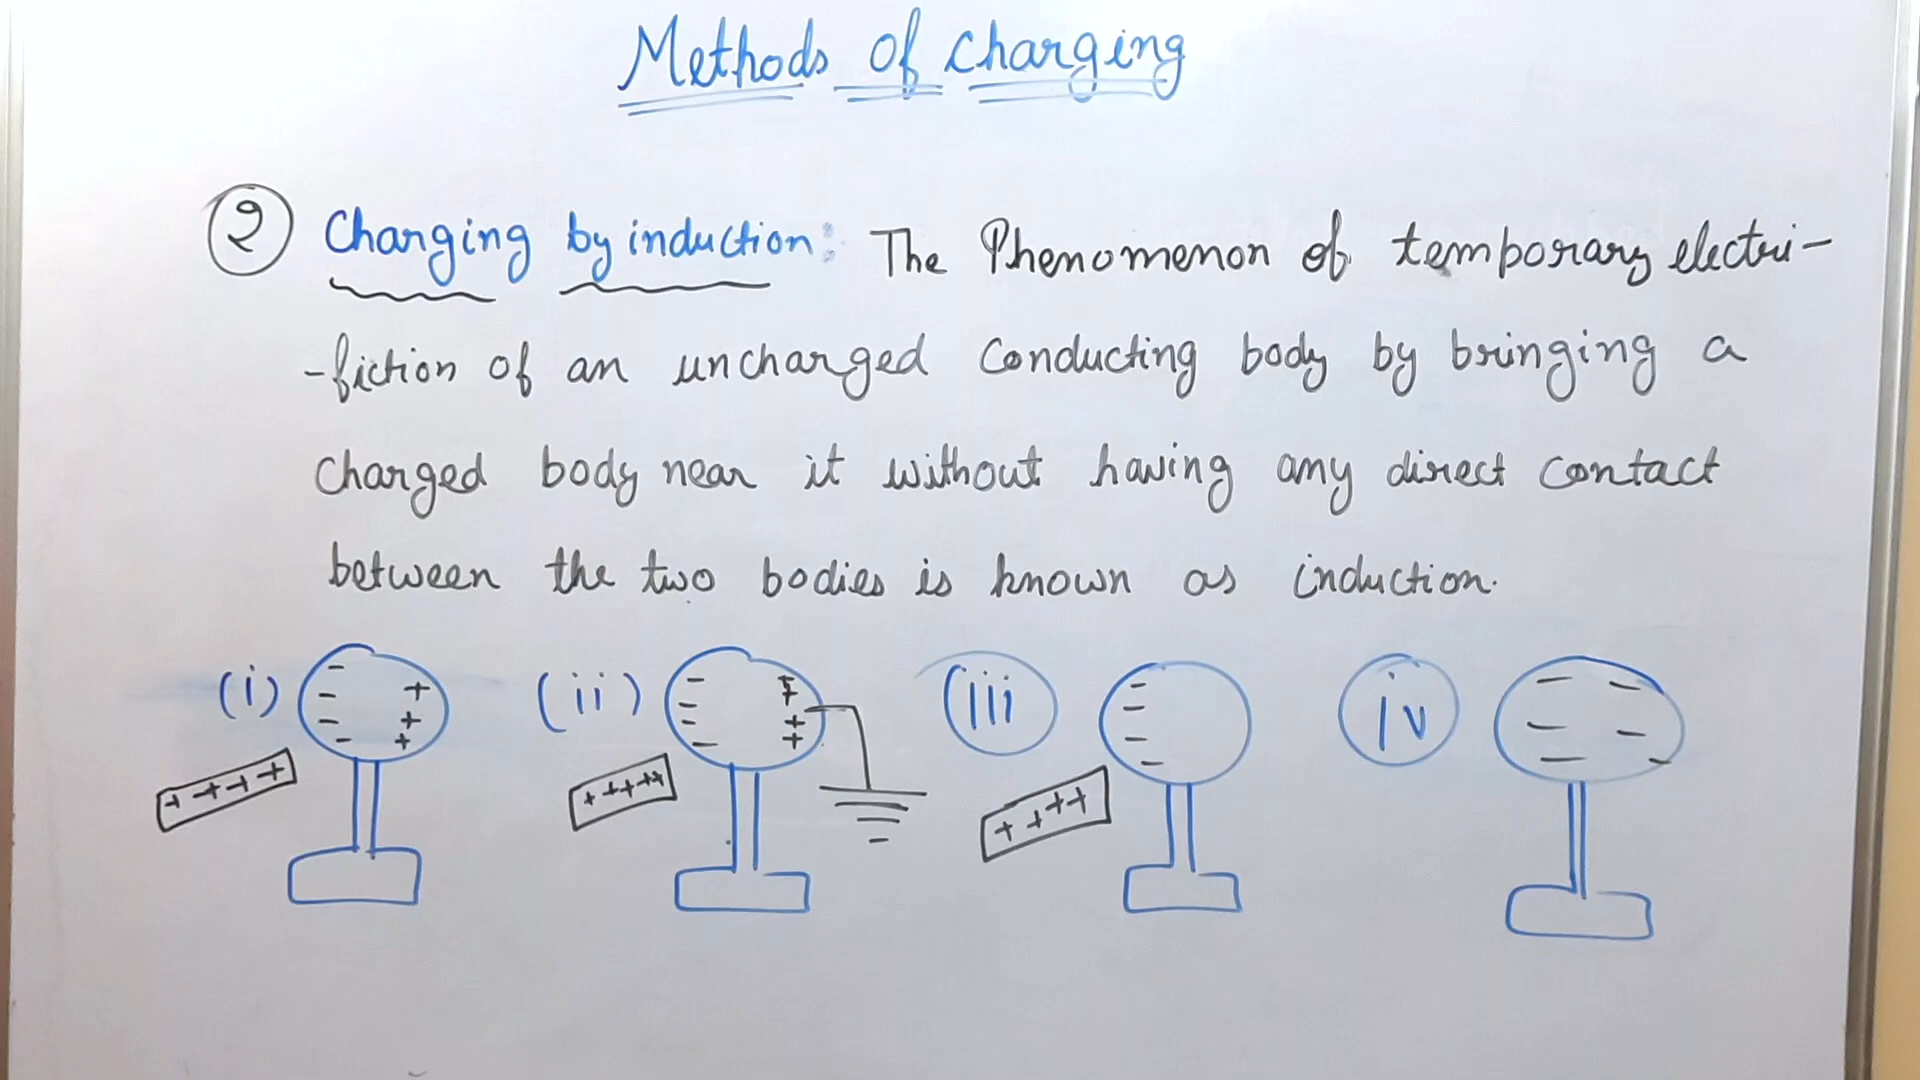 Methods of charging
2 Charging by induction: The Phenomenon of temporary electri-
-fiction of an uncharged conducting body by bringing a
charged body near it without having any direct contact
between the two bodies is known as induction.
(i) (ii) iii iv
- - - - + + + - - - - + + + + - - - - - - - - - -
+ + + + + + + + + + + + +